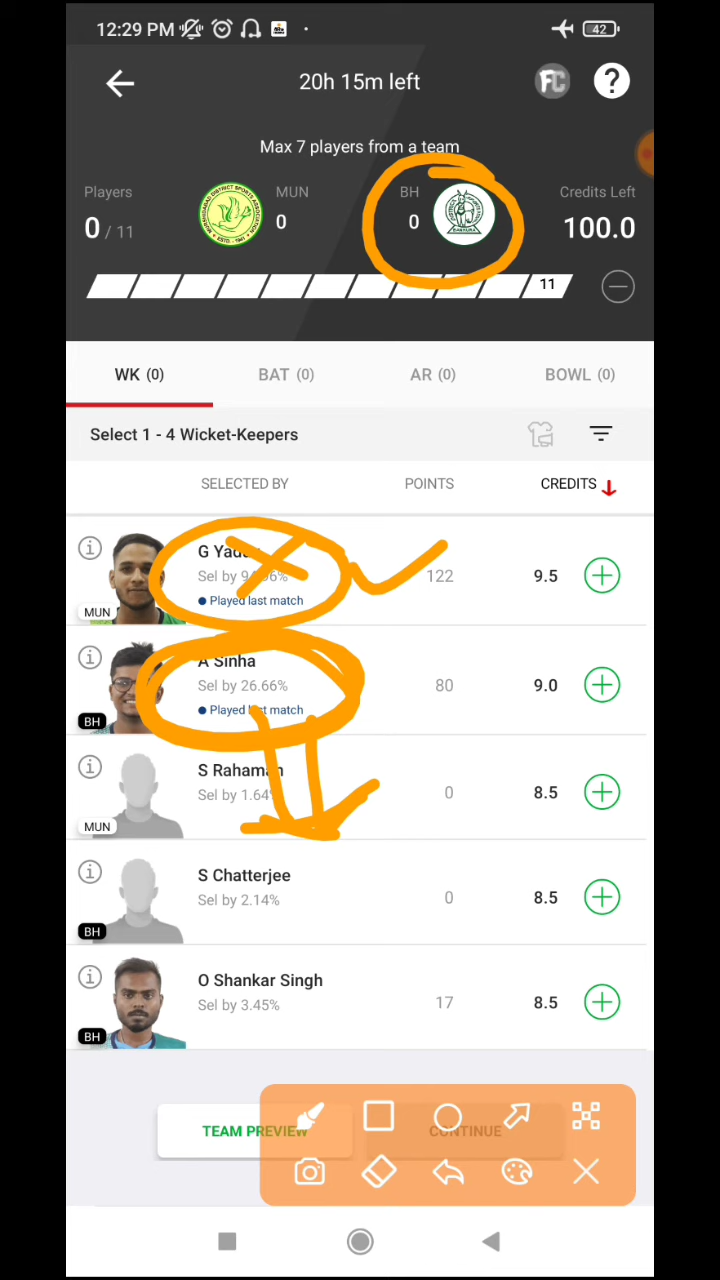 12:29 PM
42
20h 15m left
FC
?
Max 7 players from a team
Players
MUN
BH
Credits Left
0 / 11
0
0
100.0
11
WK (0)
BAT (0)
AR (0)
BOWL (0)
Select 1 - 4 Wicket-Keepers
SELECTED BY
POINTS
CREDITS
G
Sel by
Played last match
MUN
122
9.5
A Sinha
Sel by 26.66%
Played last match
BH
80
9.0
S Rahaman
Sel by 1.64%
MUN
0
8.5
S Chatterjee
Sel by 2.14%
BH
0
8.5
O Shankar Singh
Sel by 3.45%
BH
17
8.5
TEAM PREVIEW
CONTINUE